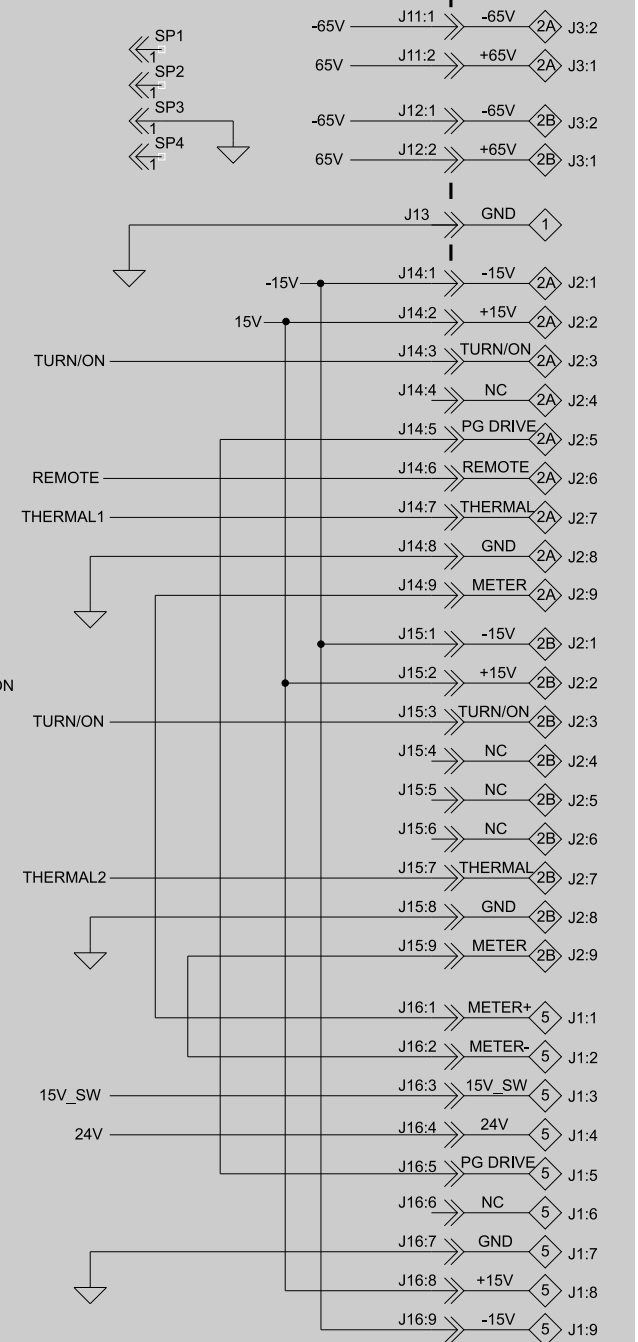 -65V J11:1 -65V 2A J3:2
SP1
1
65V J11:2 +65V 2A J3:1
SP2
1
SP3
1
-65V J12:1 -65V 2B J3:2
SP4
1
65V J12:2 +65V 2B J3:1
J13 GND 1
-15V J14:1 -15V 2A J2:1
15V J14:2 +15V 2A J2:2
TURN/ON J14:3 TURN/ON 2A J2:3
J14:4 NC 2A J2:4
J14:5 PG DRIVE 2A J2:5
REMOTE J14:6 REMOTE 2A J2:6
THERMAL1 J14:7 THERMAL 2A J2:7
J14:8 GND 2A J2:8
J14:9 METER 2A J2:9
J15:1 -15V 2B J2:1
ON J15:2 +15V 2B J2:2
TURN/ON J15:3 TURN/ON 2B J2:3
J15:4 NC 2B J2:4
J15:5 NC 2B J2:5
J15:6 NC 2B J2:6
THERMAL2 J15:7 THERMAL 2B J2:7
J15:8 GND 2B J2:8
J15:9 METER 2B J2:9
J16:1 METER+ 5 J1:1
J16:2 METER- 5 J1:2
15V_SW J16:3 15V_SW 5 J1:3
24V J16:4 24V 5 J1:4
J16:5 PG DRIVE 5 J1:5
J16:6 NC 5 J1:6
J16:7 GND 5 J1:7
J16:8 +15V 5 J1:8
J16:9 -15V 5 J1:9